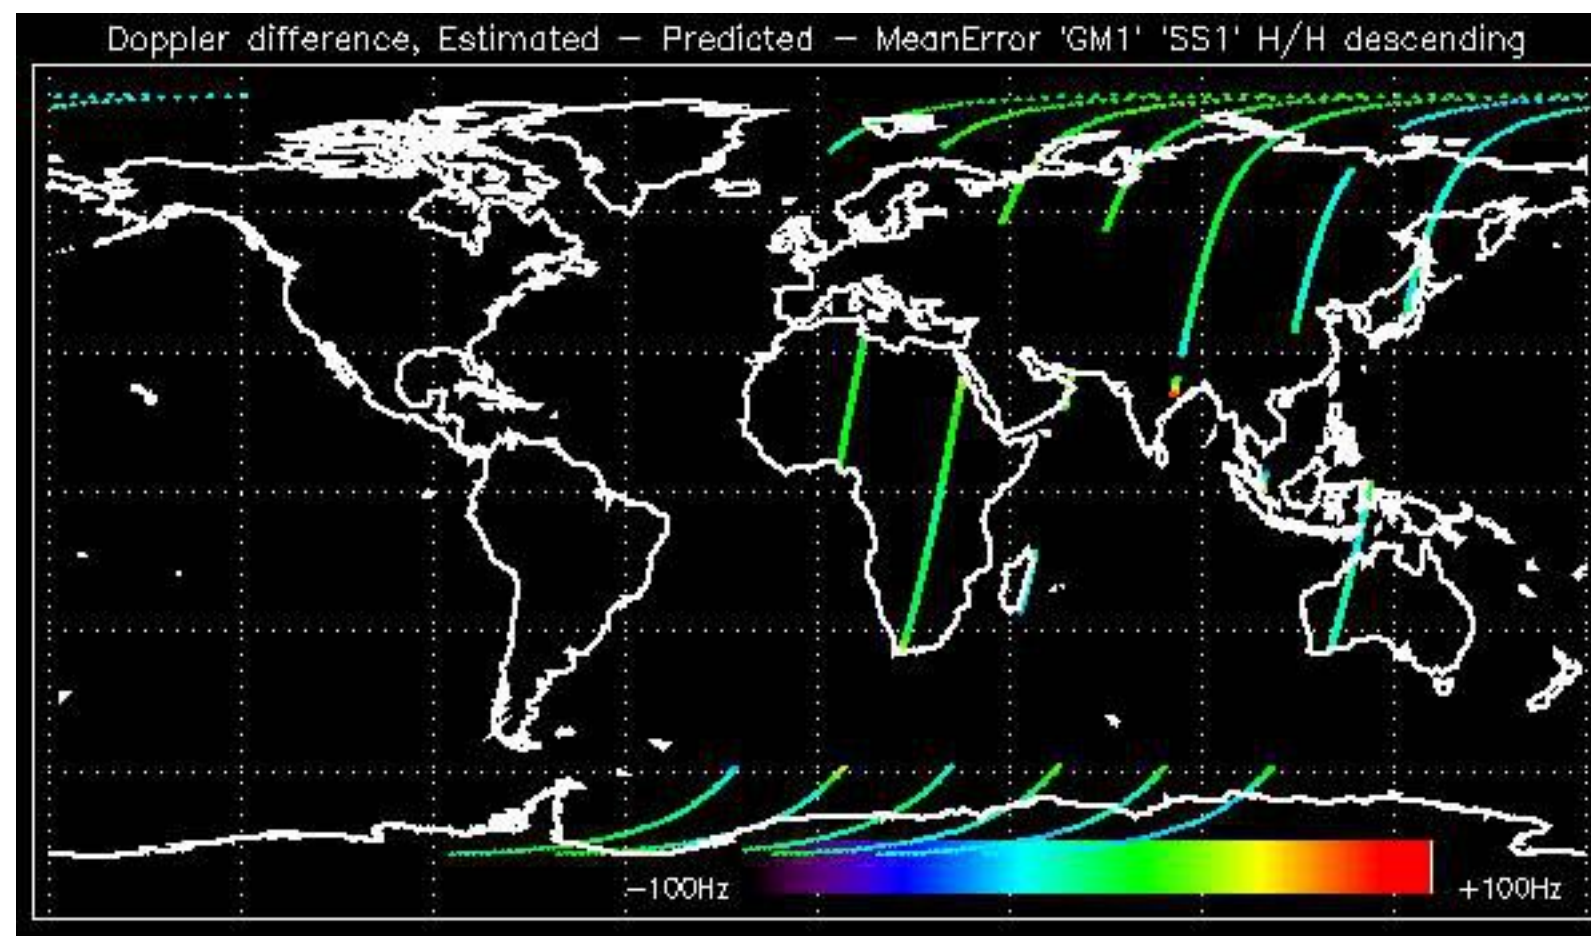 Doppler difference, Estimated – Predicted – MeanError 'GM1' 'SS1' H/H descending
–100Hz +100Hz